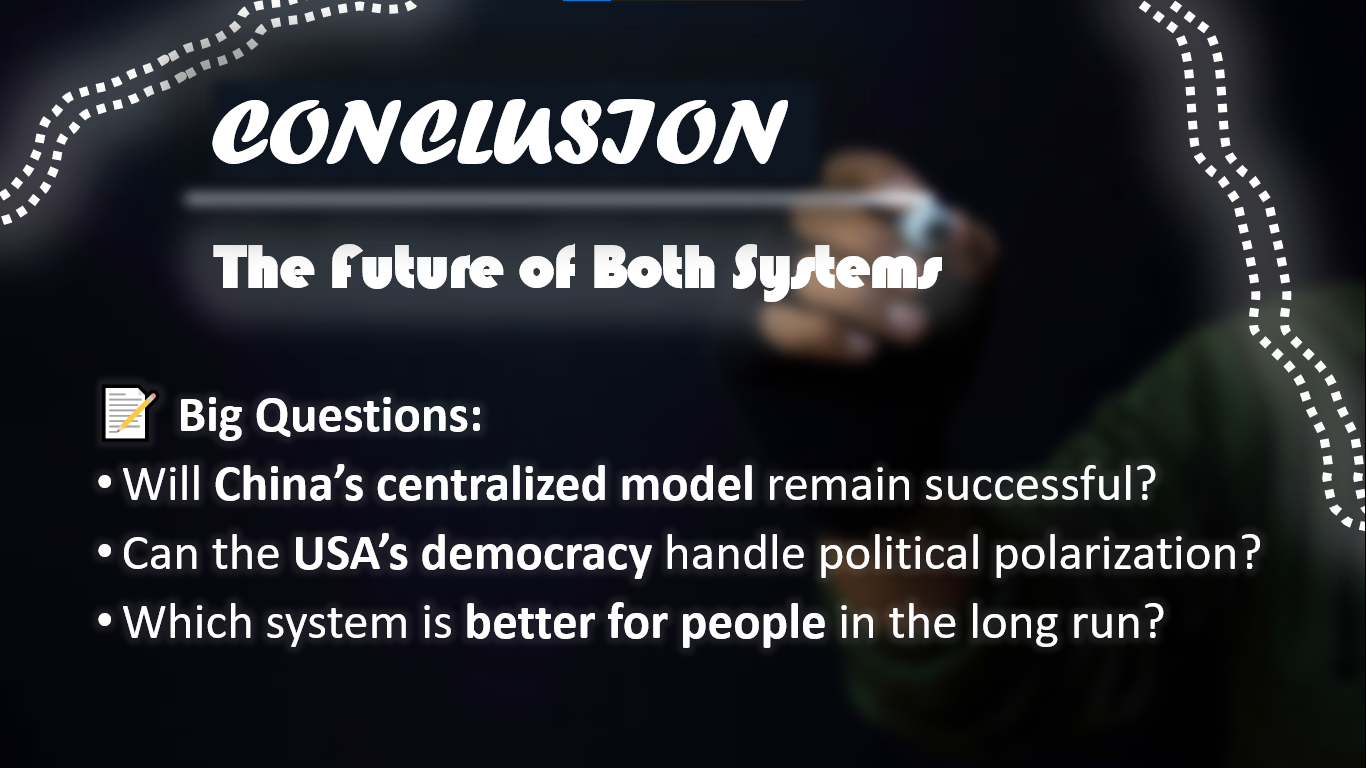 CONCLUSION
The Future of Both Systems
📝 Big Questions:
• Will China’s centralized model remain successful?
• Can the USA’s democracy handle political polarization?
• Which system is better for people in the long run?